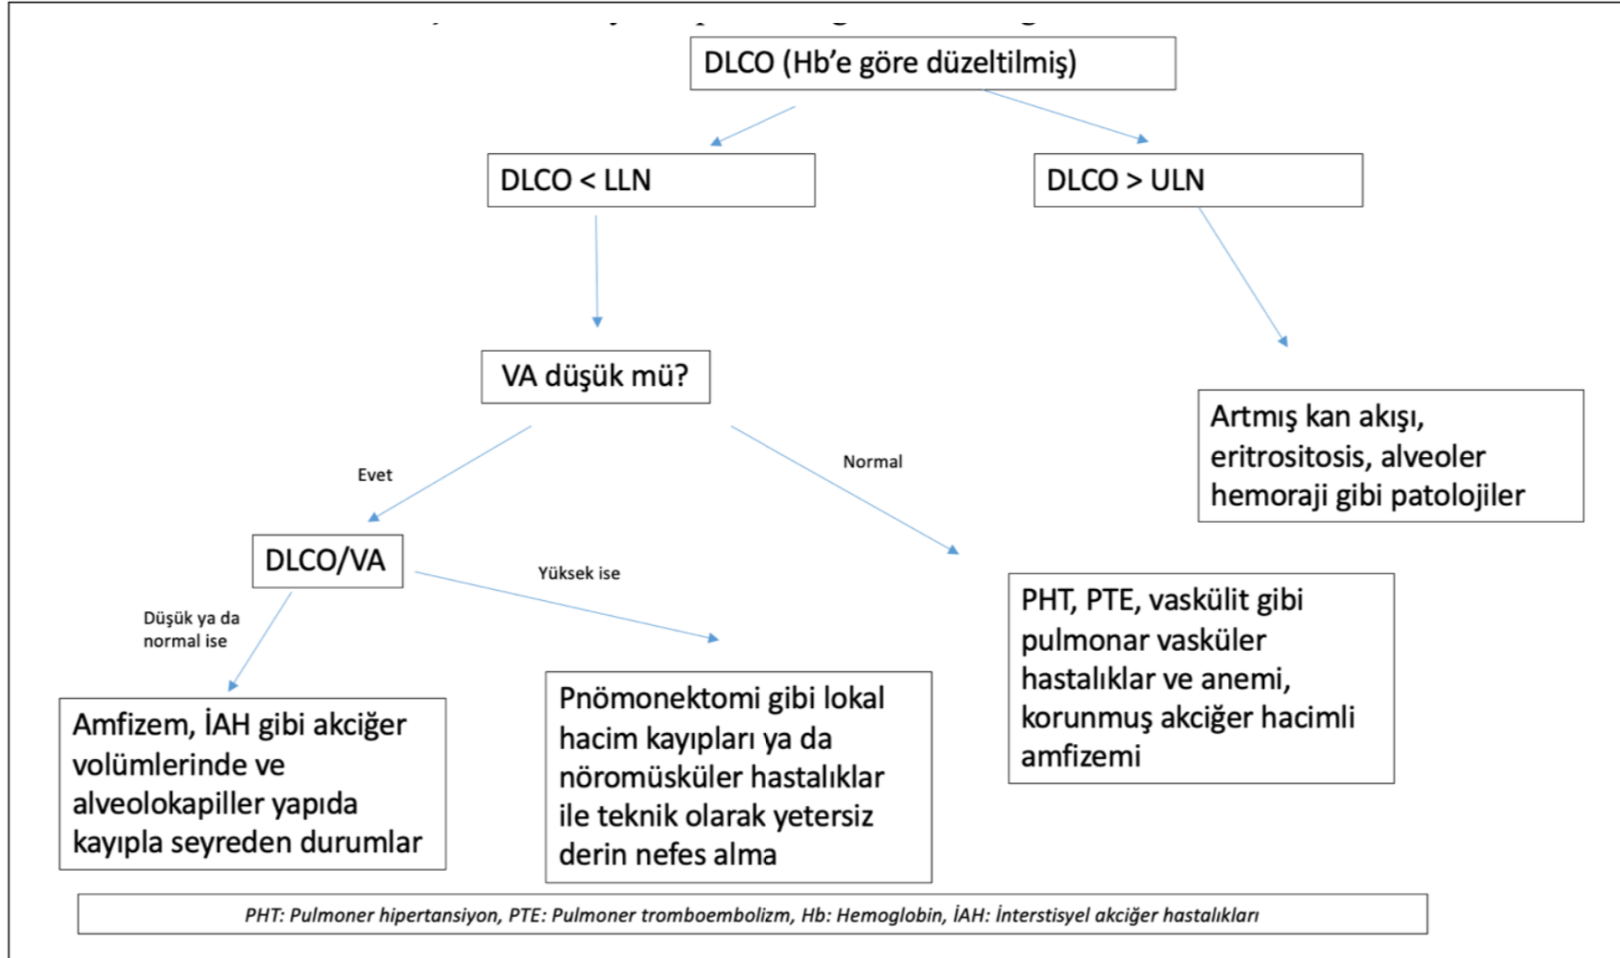 DLCO (Hb’e göre düzeltilmiş)
DLCO < LLN
DLCO > ULN
VA düşük mü?
Artmış kan akışı,
eritrositosis, alveoler
hemoraji gibi patolojiler
Evet
Normal
DLCO/VA
Yüksek ise
Düşük ya da
normal ise
PHT, PTE, vaskülit gibi
pulmonar vasküler
hastalıklar ve anemi,
korunmuş akciğer hacimli
amfizemi
Amfizem, İAH gibi akciğer
volümlerinde ve
alveolokapiller yapıda
kayıpla seyreden durumlar
Pnömonektomi gibi lokal
hacim kayıpları ya da
nöromüsküler hastalıklar
ile teknik olarak yetersiz
derin nefes alma
PHT: Pulmoner hipertansiyon, PTE: Pulmoner tromboembolizm, Hb: Hemoglobin, İAH: İnterstisyel akciğer hastalıkları